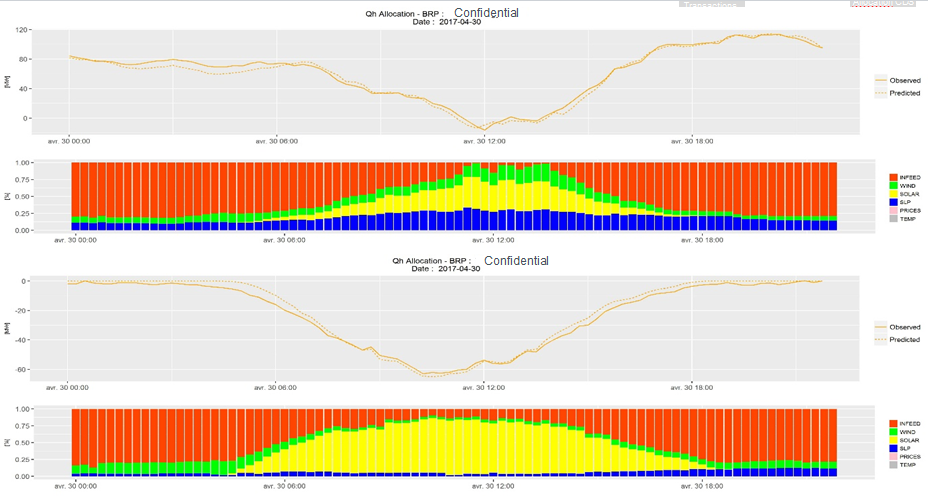 Transactions
Qh Allocation - BRP : Confidential
Date : 2017-04-30
120
80
40
0
[MW]
avr. 30 00:00 avr. 30 06:00 avr. 30 12:00 avr. 30 18:00
Observed
Predicted
1.00
0.75
0.50
0.25
0.00
[%]
avr. 30 00:00 avr. 30 06:00 avr. 30 12:00 avr. 30 18:00
INFEED
WIND
SOLAR
SLP
PRICES
TEMP
Qh Allocation - BRP : Confidential
Date : 2017-04-30
0
-20
-40
-60
[MW]
avr. 30 00:00 avr. 30 06:00 avr. 30 12:00 avr. 30 18:00
Observed
Predicted
1.00
0.75
0.50
0.25
0.00
[%]
avr. 30 00:00 avr. 30 06:00 avr. 30 12:00 avr. 30 18:00
INFEED
WIND
SOLAR
SLP
PRICES
TEMP